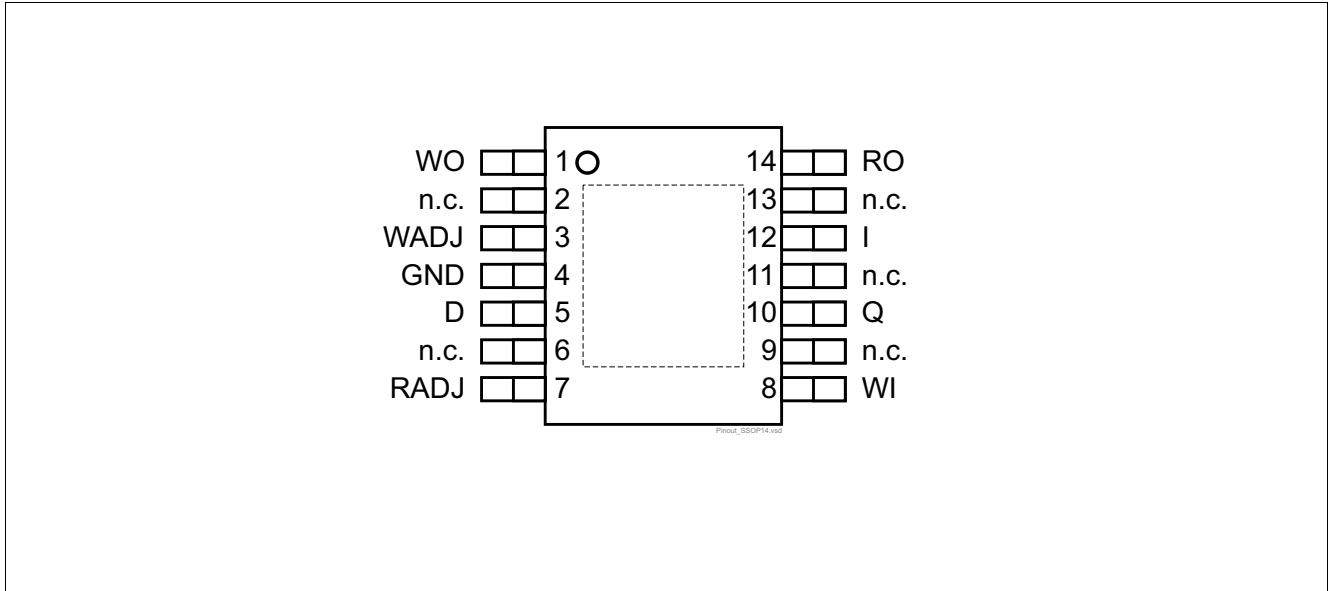 WO 1 14 RO
n.c. 2 13 n.c.
WADJ 3 12 I
GND 4 11 n.c.
D 5 10 Q
n.c. 6 9 n.c.
RADJ 7 8 WI
Pinout_SSOP14.vsd